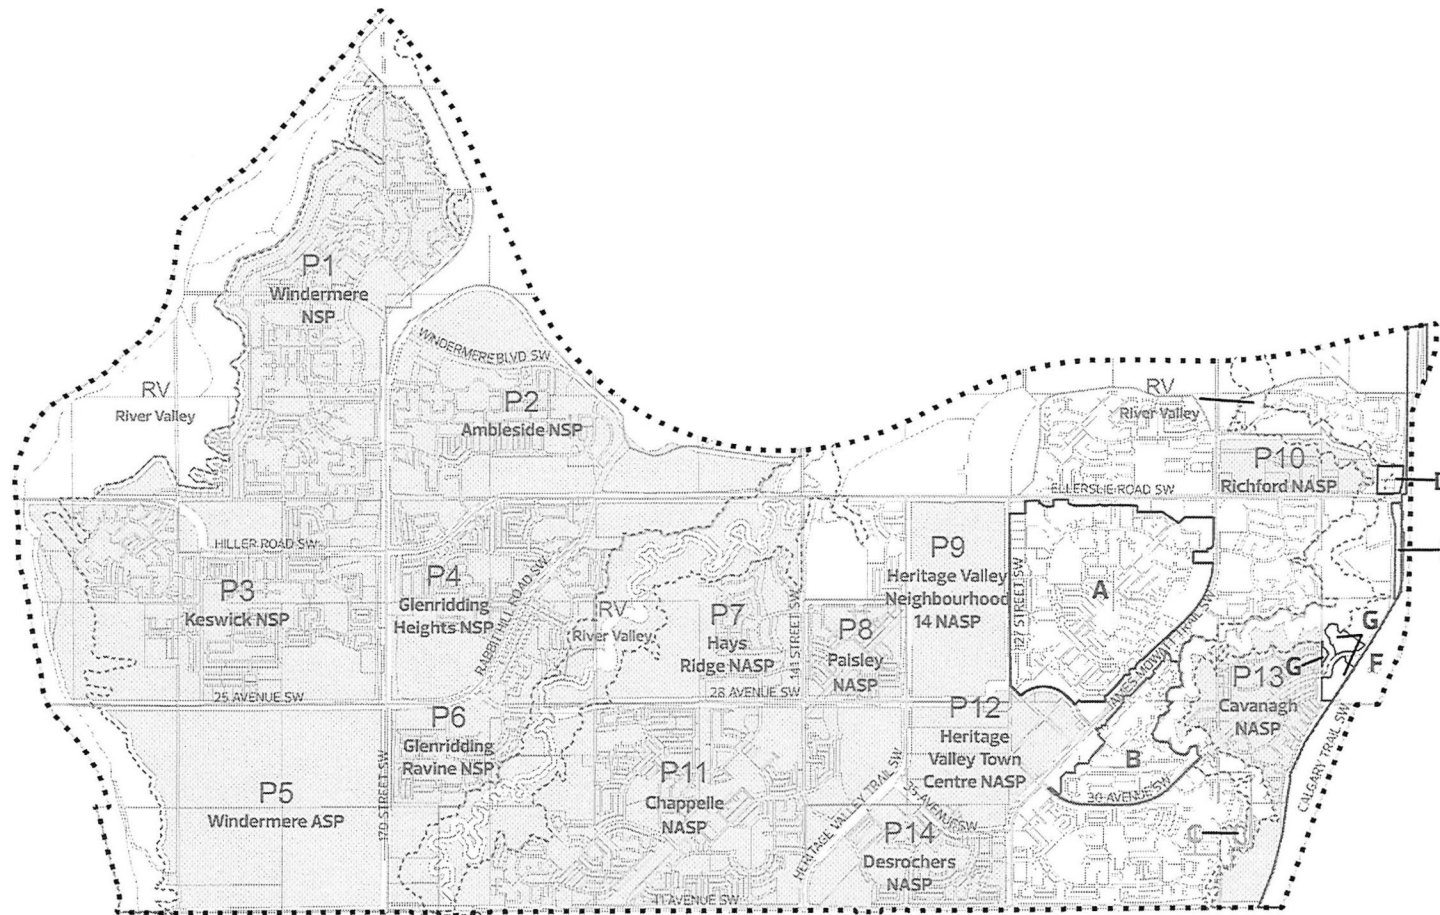 P1
Windermere
NSP
WINDERMERE BLVD SW
RV
River Valley
P2
Ambleside NSP
RV
River Valley
P10
Richford NASP
ELLERSLIE ROAD SW
HILLER ROAD SW
P3
Keswick NSP
P4
Glenridding
Heights NSP
RABBIT HILL ROAD SW
RV
River Valley
P7
Hays
Ridge NASP
141 STREET SW
P8
Paisley
NASP
P9
Heritage Valley
Neighbourhood
14 NASP
127 STREET SW
A
JAMES MOWATT TRAIL SW
G
G
F
P13
Cavanagh
NASP
25 AVENUE SW
28 AVENUE SW
P6
Glenridding
Ravine NSP
P12
Heritage
Valley Town
Centre NASP
B
30 AVENUE SW
CALGARY TRAIL SW
P5
Windermere ASP
170 STREET SW
P11
Chappelle
NASP
HERITAGE VALLEY TRAIL SW
35 AVENUE SW
C
P14
Desrochers
NASP
41 AVENUE SW